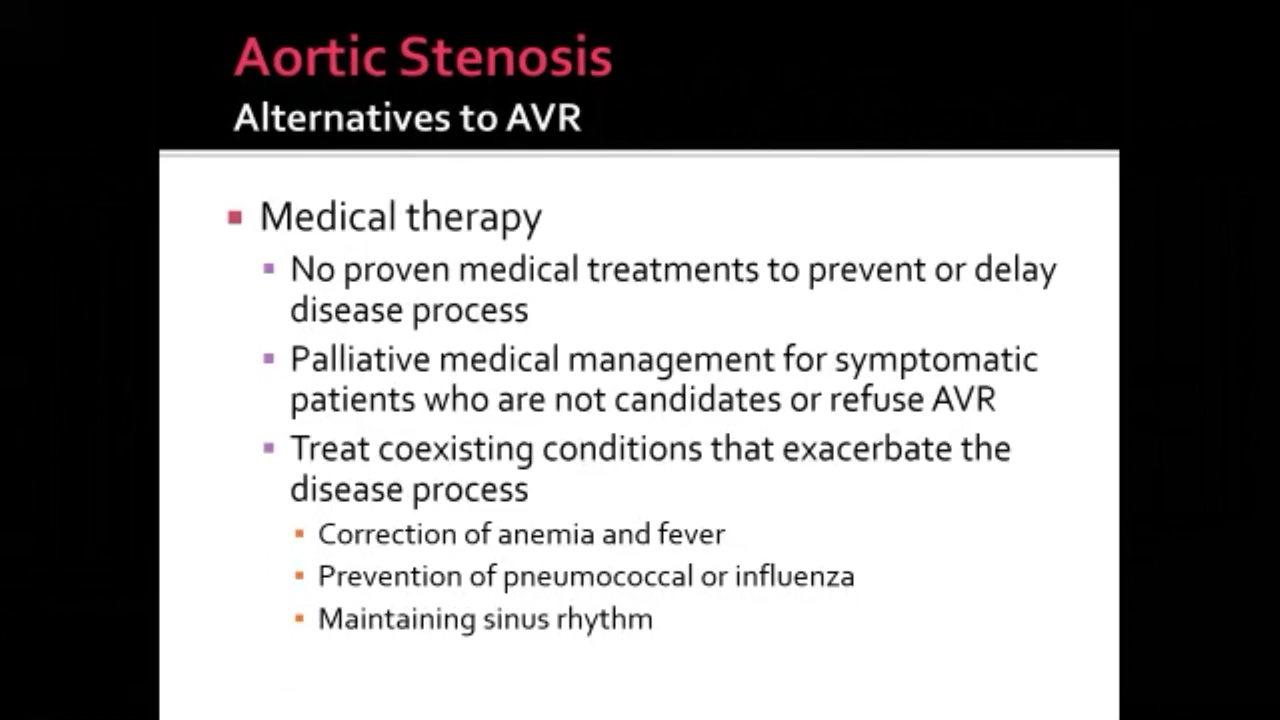 Aortic Stenosis
Alternatives to AVR
Medical therapy
No proven medical treatments to prevent or delay
disease process
Palliative medical management for symptomatic
patients who are not candidates or refuse AVR
Treat coexisting conditions that exacerbate the
disease process
Correction of anemia and fever
Prevention of pneumococcal or influenza
Maintaining sinus rhythm